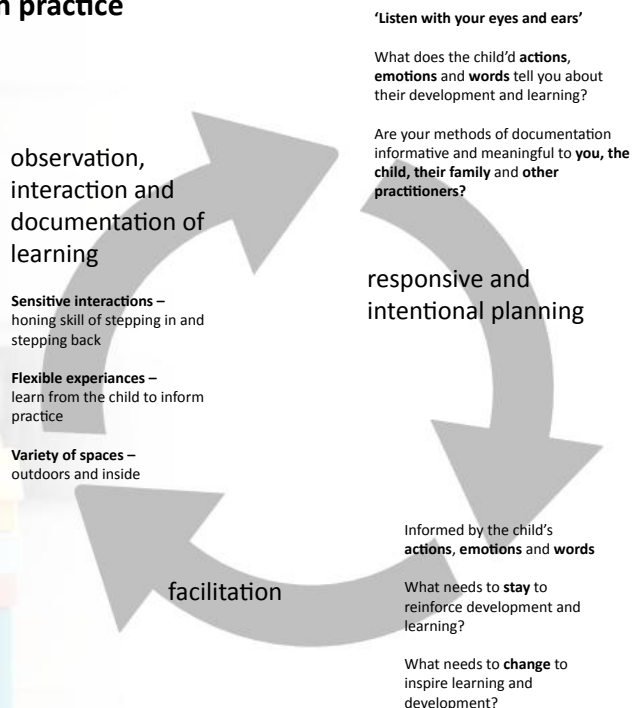 n practice
‘Listen with your eyes and ears’
What does the child’d actions,
emotions and words tell you about
their development and learning?
Are your methods of documentation
informative and meaningful to you, the
child, their family and other
practitioners?
observation,
interaction and
documentation of
learning
Sensitive interactions –
honing skill of stepping in and
stepping back
Flexible experiances –
learn from the child to inform
practice
Variety of spaces –
outdoors and inside
responsive and
intentional planning
Informed by the child’s
actions, emotions and words
What needs to stay to
reinforce development and
learning?
What needs to change to
inspire learning and
development?
facilitation